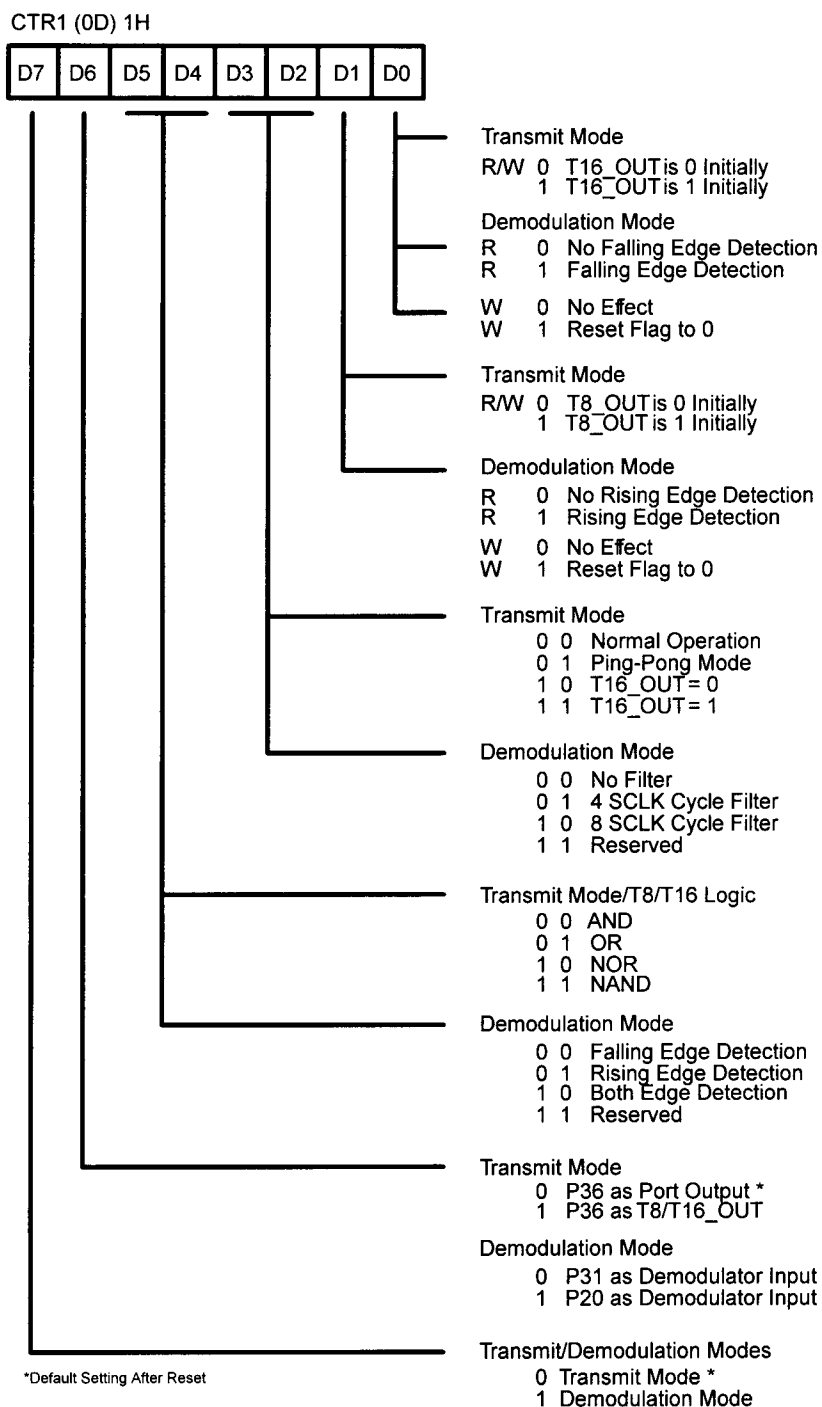 CTR1 (0D) 1H
D7 D6 D5 D4 D3 D2 D1 D0
Transmit Mode
R/W 0 T16_OUT is 0 Initially
1 T16_OUT is 1 Initially
Demodulation Mode
R 0 No Falling Edge Detection
R 1 Falling Edge Detection
W 0 No Effect
W 1 Reset Flag to 0
Transmit Mode
R/W 0 T8_OUT is 0 Initially
1 T8_OUT is 1 Initially
Demodulation Mode
R 0 No Rising Edge Detection
R 1 Rising Edge Detection
W 0 No Effect
W 1 Reset Flag to 0
Transmit Mode
0 0 Normal Operation
0 1 Ping-Pong Mode
1 0 T16_OUT = 0
1 1 T16_OUT = 1
Demodulation Mode
0 0 No Filter
0 1 4 SCLK Cycle Filter
1 0 8 SCLK Cycle Filter
1 1 Reserved
Transmit Mode/T8/T16 Logic
0 0 AND
0 1 OR
1 0 NOR
1 1 NAND
Demodulation Mode
0 0 Falling Edge Detection
0 1 Rising Edge Detection
1 0 Both Edge Detection
1 1 Reserved
Transmit Mode
0 P36 as Port Output *
1 P36 as T8/T16_OUT
Demodulation Mode
0 P31 as Demodulator Input
1 P20 as Demodulator Input
Transmit/Demodulation Modes
0 Transmit Mode *
1 Demodulation Mode
*Default Setting After Reset